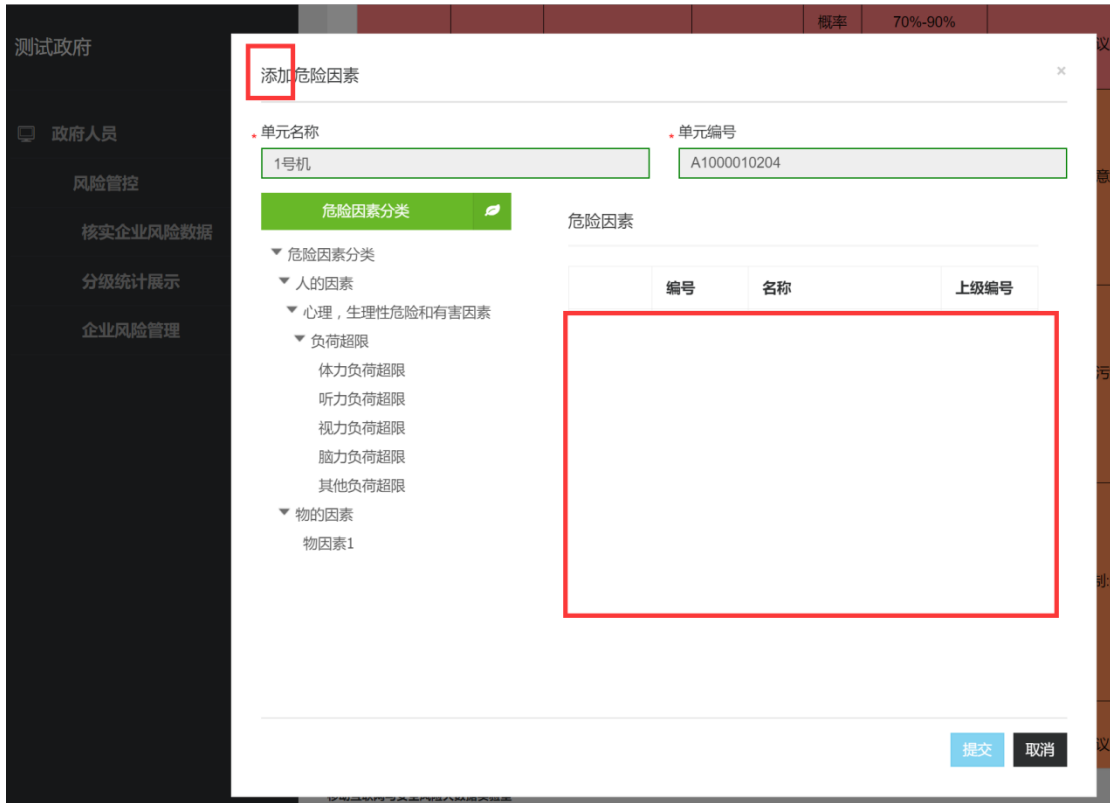 概率 70%-90%
测试政府
议
添加危险因素
×
政府人员
* 单元名称
* 单元编号
1号机
A1000010204
风险管控
意
危险因素分类
危险因素
核实企业风险数据
危险因素分类
分级统计展示
人的因素
编号 名称 上级编号
心理，生理性危险和有害因素
企业风险管理
负荷超限
体力负荷超限
污
听力负荷超限
视力负荷超限
脑力负荷超限
其他负荷超限
物的因素
物因素1
制:
提交
取消
议